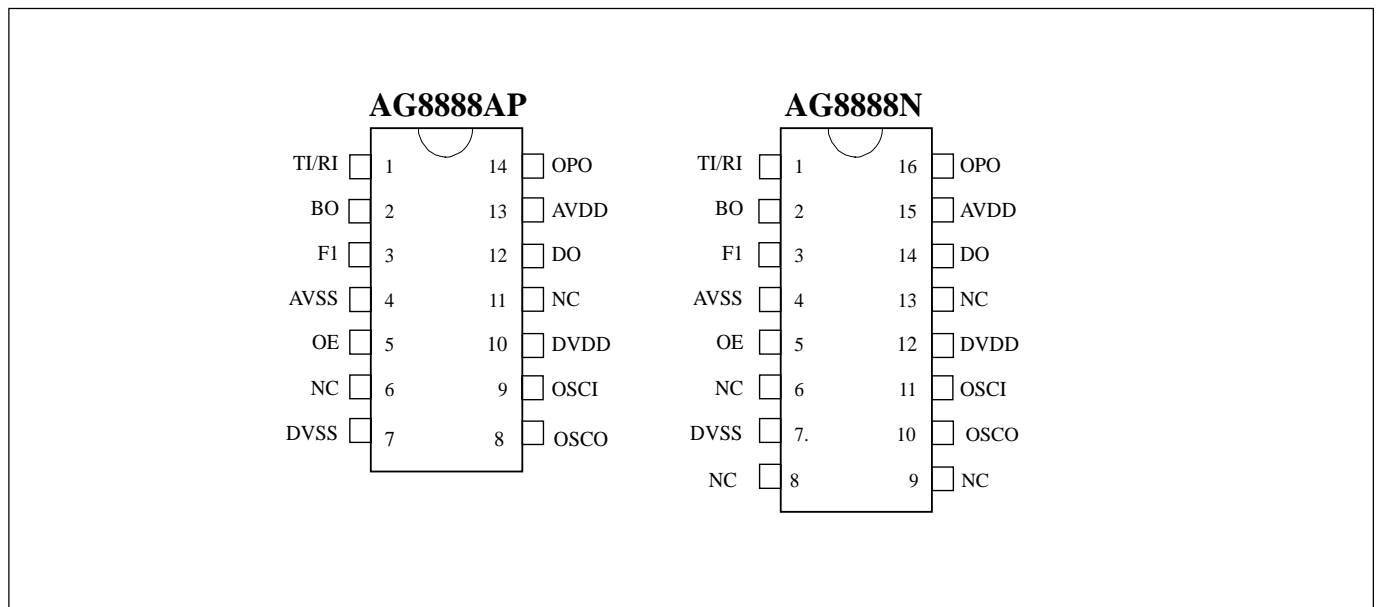 AG8888AP
TI/RI 1 14 OPO
BO 2 13 AVDD
F1 3 12 DO
AVSS 4 11 NC
OE 5 10 DVDD
NC 6 9 OSCI
DVSS 7 8 OSCO
AG8888N
TI/RI 1 16 OPO
BO 2 15 AVDD
F1 3 14 DO
AVSS 4 13 NC
OE 5 12 DVDD
NC 6 11 OSCI
DVSS 7. 10 OSCO
NC 8 9 NC